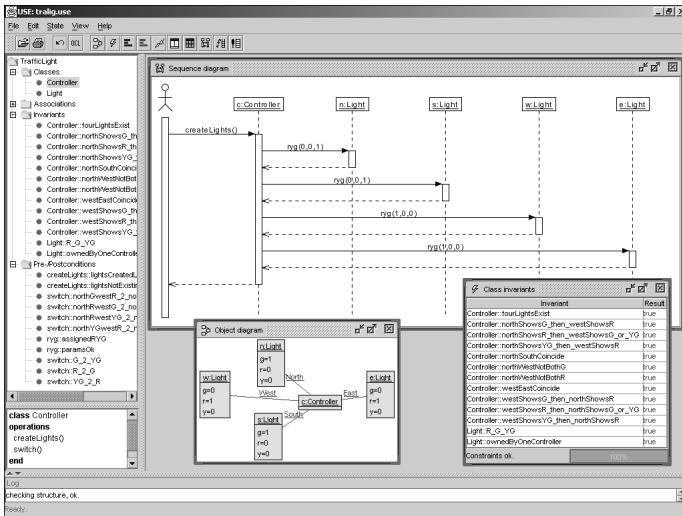 USE: tralig.use
File Edit State View Help
OCL
TrafficLight
Classes
Controller
Light
Associations
Invariants
Controller::fourLightsExist
Controller::northShowsG_th
Controller::northShowsR_th
Controller::northShowsYG_
Controller::northSouthCoinci
Controller::northWestNotBot
Controller::northWestNotBot
Controller::westEastCoincid
Controller::westShowsG_th
Controller::westShowsR_th
Controller::westShowsYG_t
Light::R_G_YG
Light::ownedByOneControlle
Pre-/Postconditions
createLights::lightsCreatedL
createLights::lightsNotExistin
switch::northGwestR_2_no
switch::northRwestG_2_nor
switch::northRwestYG_2_r
switch::northYGwestR_2_r
ryg::assignedRYG
ryg::paramsOk
switch::G_2_YG
switch::R_2_G
switch::YG_2_R
class Controller
operations
createLights()
switch()
end
Sequence diagram
c:Controller n:Light s:Light w:Light e:Light
createLights()
ryg(0,0,1)
ryg(0,0,1)
ryg(1,0,0)
ryg(1,0,0)
Object diagram
n:Light
g=1
r=0
y=0
w:Light
g=0
r=1
y=0
e:Light
g=0
r=1
y=0
s:Light
g=1
r=0
y=0
c:Controller
North
West
East
South
Class invariants
Invariant Result
Controller::fourLightsExist true
Controller::northShowsG_then_westShowsR true
Controller::northShowsR_then_westShowsG_or_YG true
Controller::northShowsYG_then_westShowsR true
Controller::northSouthCoincide true
Controller::northWestNotBothG true
Controller::northWestNotBothR true
Controller::westEastCoincide true
Controller::westShowsG_then_northShowsR true
Controller::westShowsR_then_northShowsG_or_YG true
Controller::westShowsYG_then_northShowsR true
Light::R_G_YG true
Light::ownedByOneController true
Constraints ok. 100%
Log
checking structure, ok.
Ready.